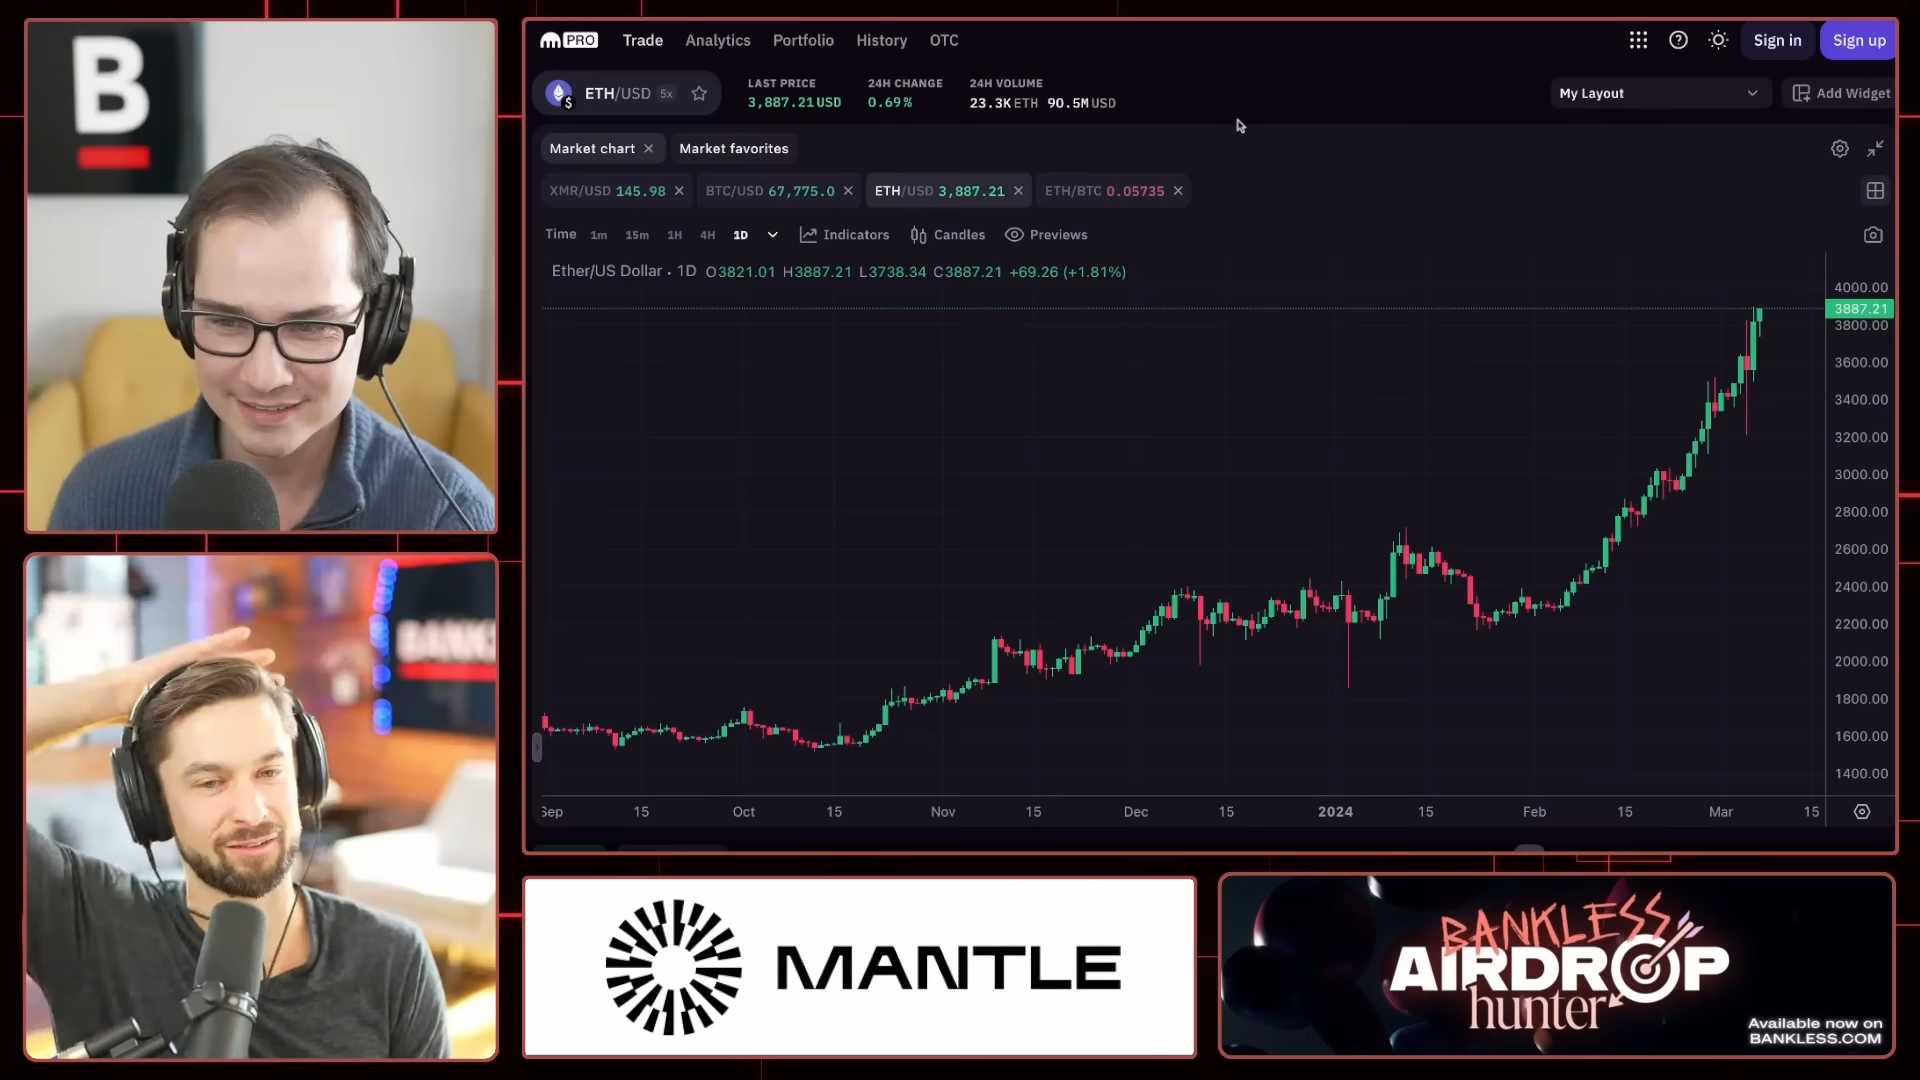 B
BANK
PRO Trade Analytics Portfolio History OTC Sign in Sign up
ETH/USD 5x LAST PRICE 3,887.21 USD 24H CHANGE 0.69% 24H VOLUME 23.3K ETH 90.5M USD My Layout Add Widget
Market chart Market favorites
XMR/USD 145.98 BTC/USD 67,775.0 ETH/USD 3,887.21 ETH/BTC 0.05735
Time 1m 15m 1H 4H 1D Indicators Candles Previews
Ether/US Dollar · 1D O3821.01 H3887.21 L3738.34 C3887.21 +69.26 (+1.81%)
4000.00
3887.21
3800.00
3600.00
3400.00
3200.00
3000.00
2800.00
2600.00
2400.00
2200.00
2000.00
1800.00
1600.00
1400.00
Sep 15 Oct 15 Nov 15 Dec 15 2024 15 Feb 15 Mar 15
MANTLE
BANKLESS
AIRDROP
hunter
Available now on
BANKLESS.COM